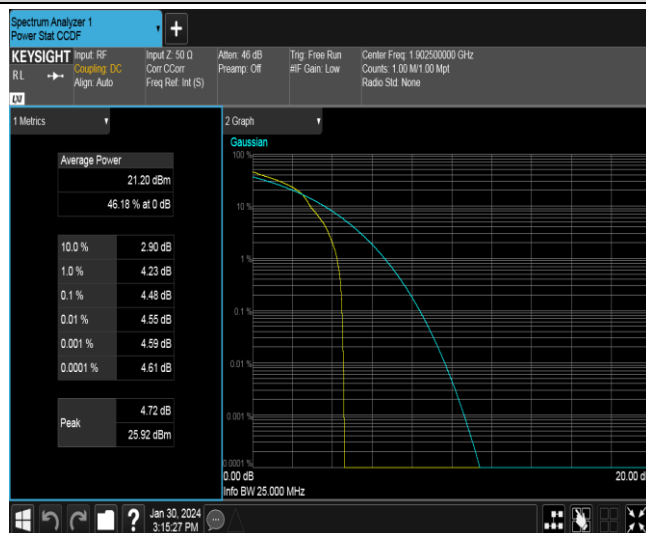 Spectrum Analyzer 1
Power Stat CCDF
KEYSIGHT
RL
LXI
Input: RF
Coupling: DC
Align: Auto
Input Z: 50 Ω
Corr CCorr
Freq Ref: Int (S)
Atten: 46 dB
Preamp: Off
Trig: Free Run
#IF Gain: Low
Center Freq: 1.902500000 GHz
Counts: 1.00 M/1.00 Mpt
Radio Std: None
1 Metrics
Average Power
21.20 dBm
46.18 % at 0 dB
10.0 % 2.90 dB
1.0 % 4.23 dB
0.1 % 4.48 dB
0.01 % 4.55 dB
0.001 % 4.59 dB
0.0001 % 4.61 dB
Peak
4.72 dB
25.92 dBm
2 Graph
Gaussian
100 %
10 %
1 %
0.1 %
0.01 %
0.001 %
0.0001 %
0.00 dB 20.00 d
Info BW 25.000 MHz
?
Jan 30, 2024
3:15:27 PM